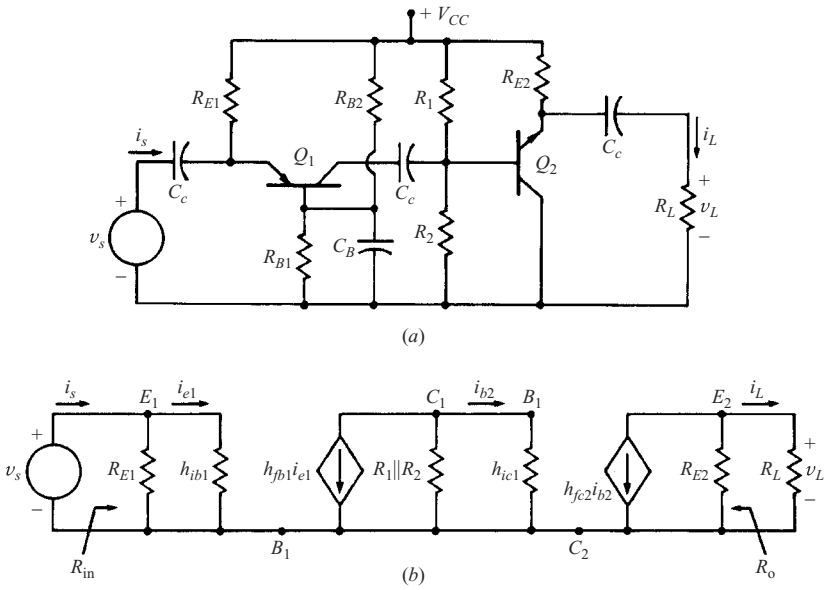 + V_CC
R_E1
R_B2
R_1
R_E2
i_s
Q_1
C_c
C_c
Q_2
C_c
i_L
+
v_s
−
R_B1
C_B
R_2
R_L
+
v_L
−
(a)
i_s
E_1
i_e1
C_1
i_b2
B_1
E_2
i_L
+
v_s
−
R_E1
h_ib1
h_fb1 i_e1
R_1||R_2
h_ic1
h_fc2 i_b2
R_E2
R_L
+
v_L
−
R_in
B_1
C_2
R_o
(b)